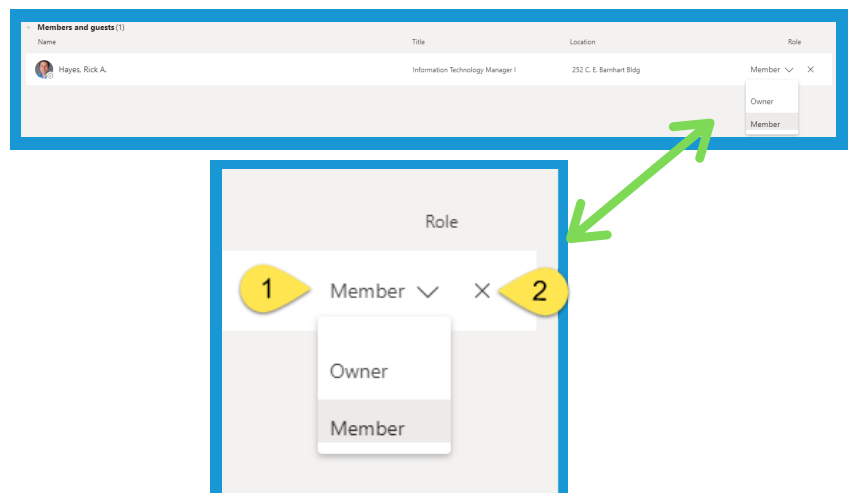 Members and guests (1)
Name Title Location Role
Hayes, Rick A. Information Technology Manager I 252 C. E. Barnhart Bldg Member
Owner
Member
Role
1 Member 2
Owner
Member